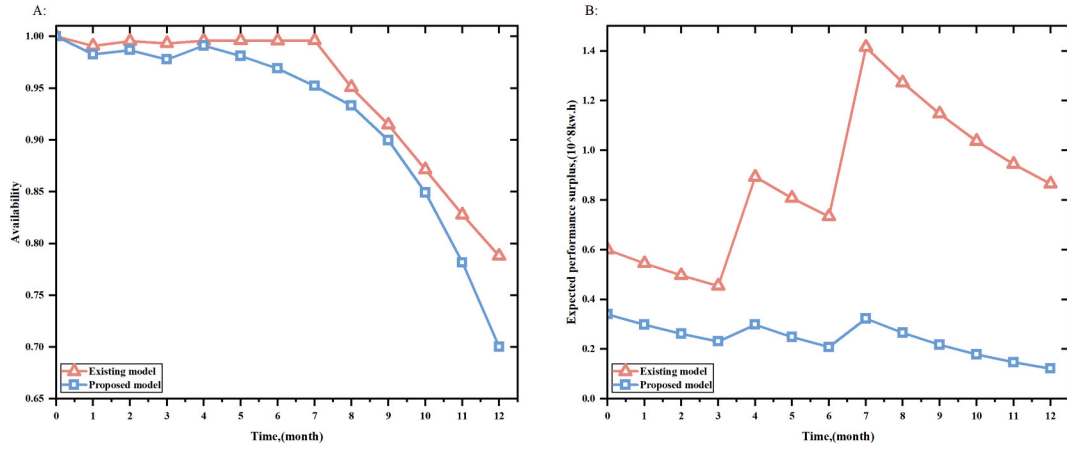 A:
1.00
0.95
0.90
0.85
0.80
0.75
0.70
0.65
Availability
Existing model
Proposed model
0 1 2 3 4 5 6 7 8 9 10 11 12
Time,(month)
B:
1.4
1.2
1.0
0.8
0.6
0.4
0.2
0.0
Expected performance surplus,(10^8kw.h)
Existing model
Proposed model
0 1 2 3 4 5 6 7 8 9 10 11 12
Time,(month)